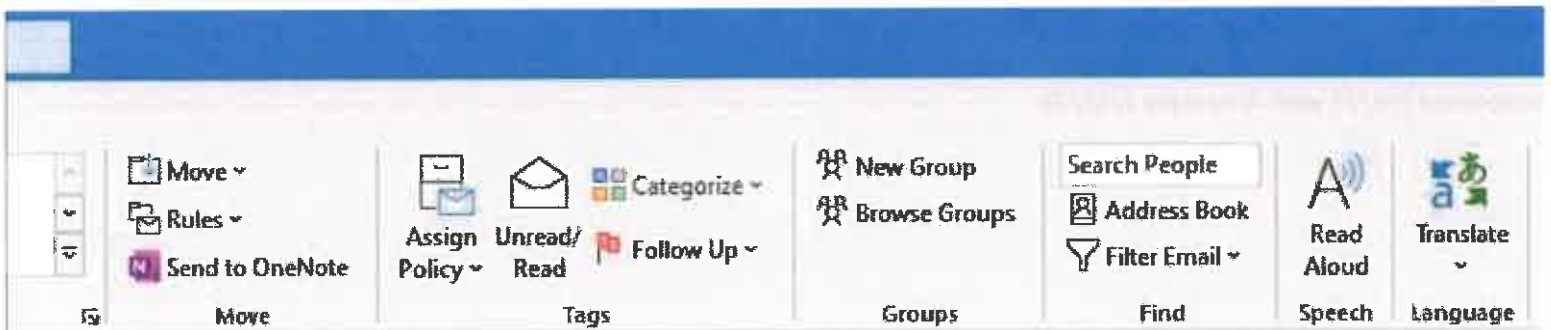 Move
Rules
Send to OneNote
Move
Assign
Policy
Unread/
Read
Categorize
Follow Up
Tags
New Group
Browse Groups
Groups
Search People
Address Book
Filter Email
Find
Read
Aloud
Speech
Translate
Language